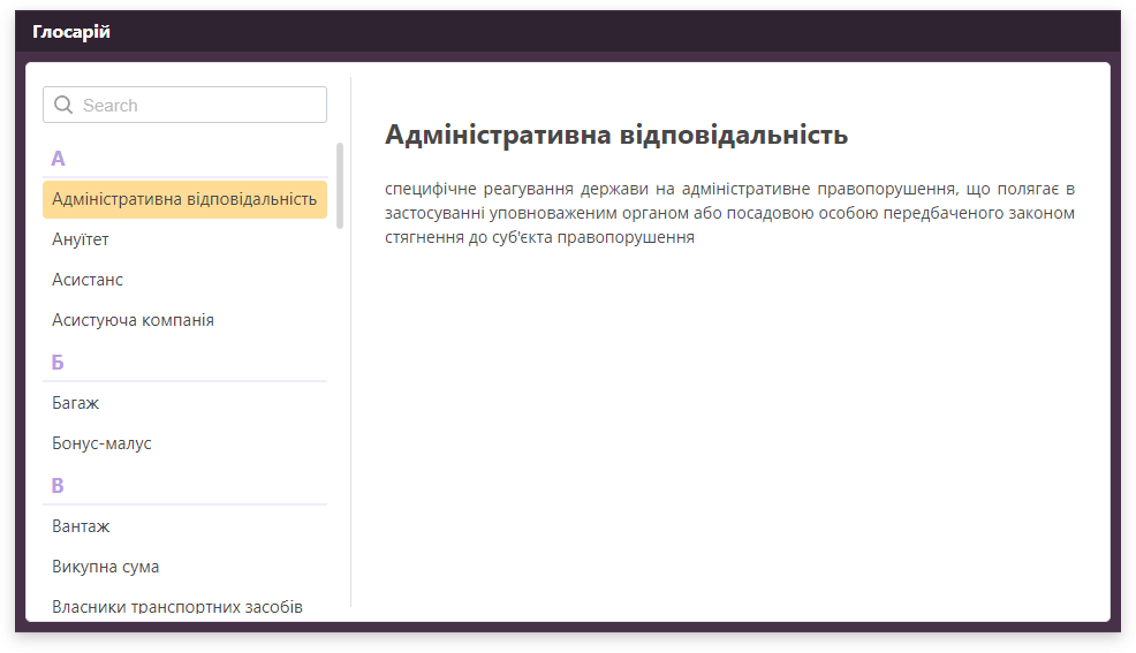 Глосарій
Search
А
Адміністративна відповідальність
Ануїтет
Асистанс
Асистуюча компанія
Б
Багаж
Бонус-малус
В
Вантаж
Викупна сума
Власники транспортних засобів
Адміністративна відповідальність
специфічне реагування держави на адміністративне правопорушення, що полягає в
застосуванні уповноваженим органом або посадовою особою передбаченого законом
стягнення до суб'єкта правопорушення